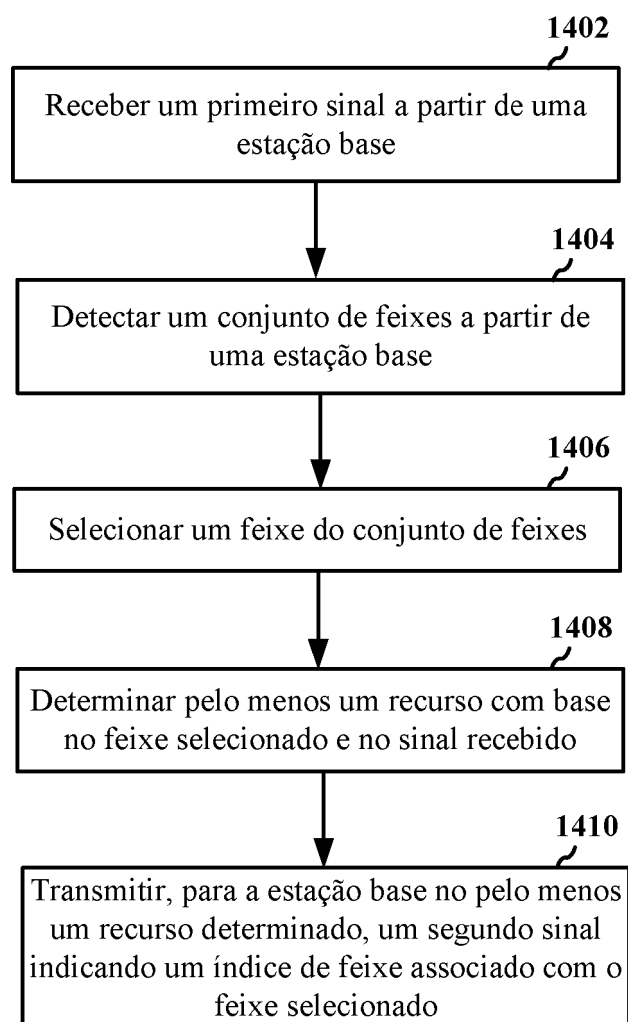 1402
Receber um primeiro sinal a partir de uma
estação base
1404
Detectar um conjunto de feixes a partir de
uma estação base
1406
Selecionar um feixe do conjunto de feixes
1408
Determinar pelo menos um recurso com base
no feixe selecionado e no sinal recebido
1410
Transmitir, para a estação base no pelo menos
um recurso determinado, um segundo sinal
indicando um índice de feixe associado com o
feixe selecionado